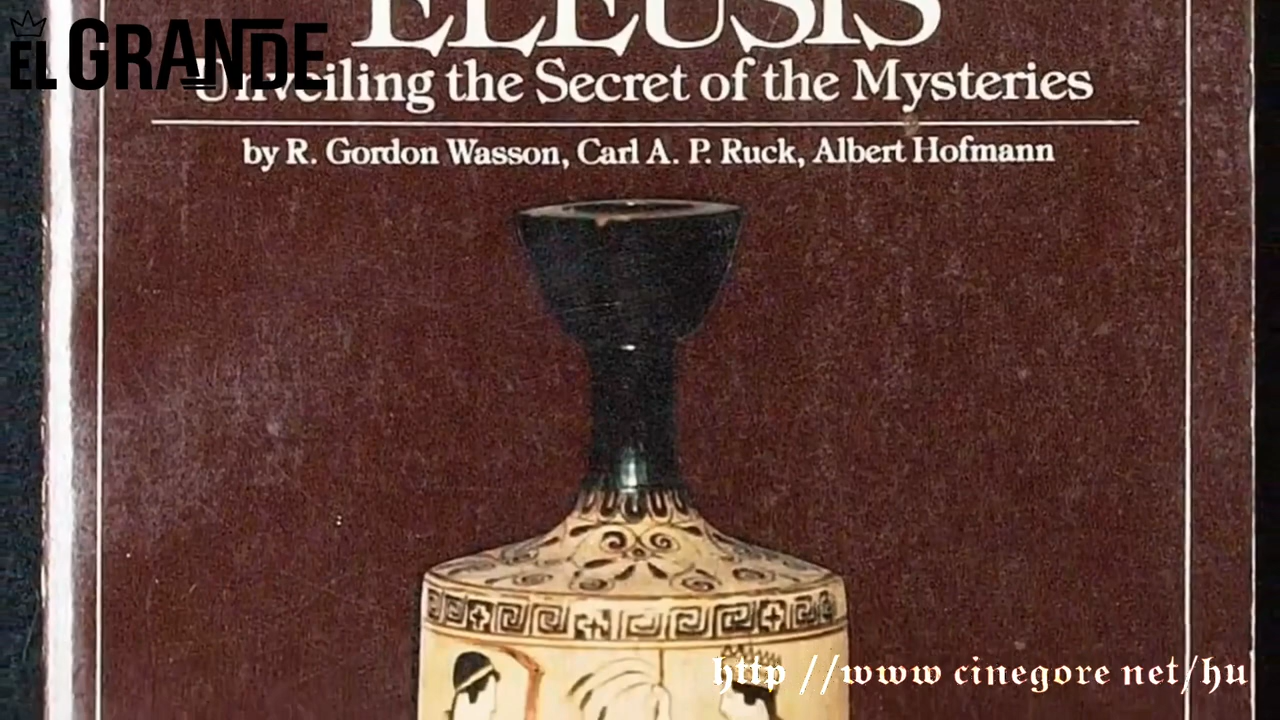 EL GRANDE
ELEUSIS
Unveiling the Secret of the Mysteries
by R. Gordon Wasson, Carl A. P. Ruck, Albert Hofmann
http //www cinegore net/hu